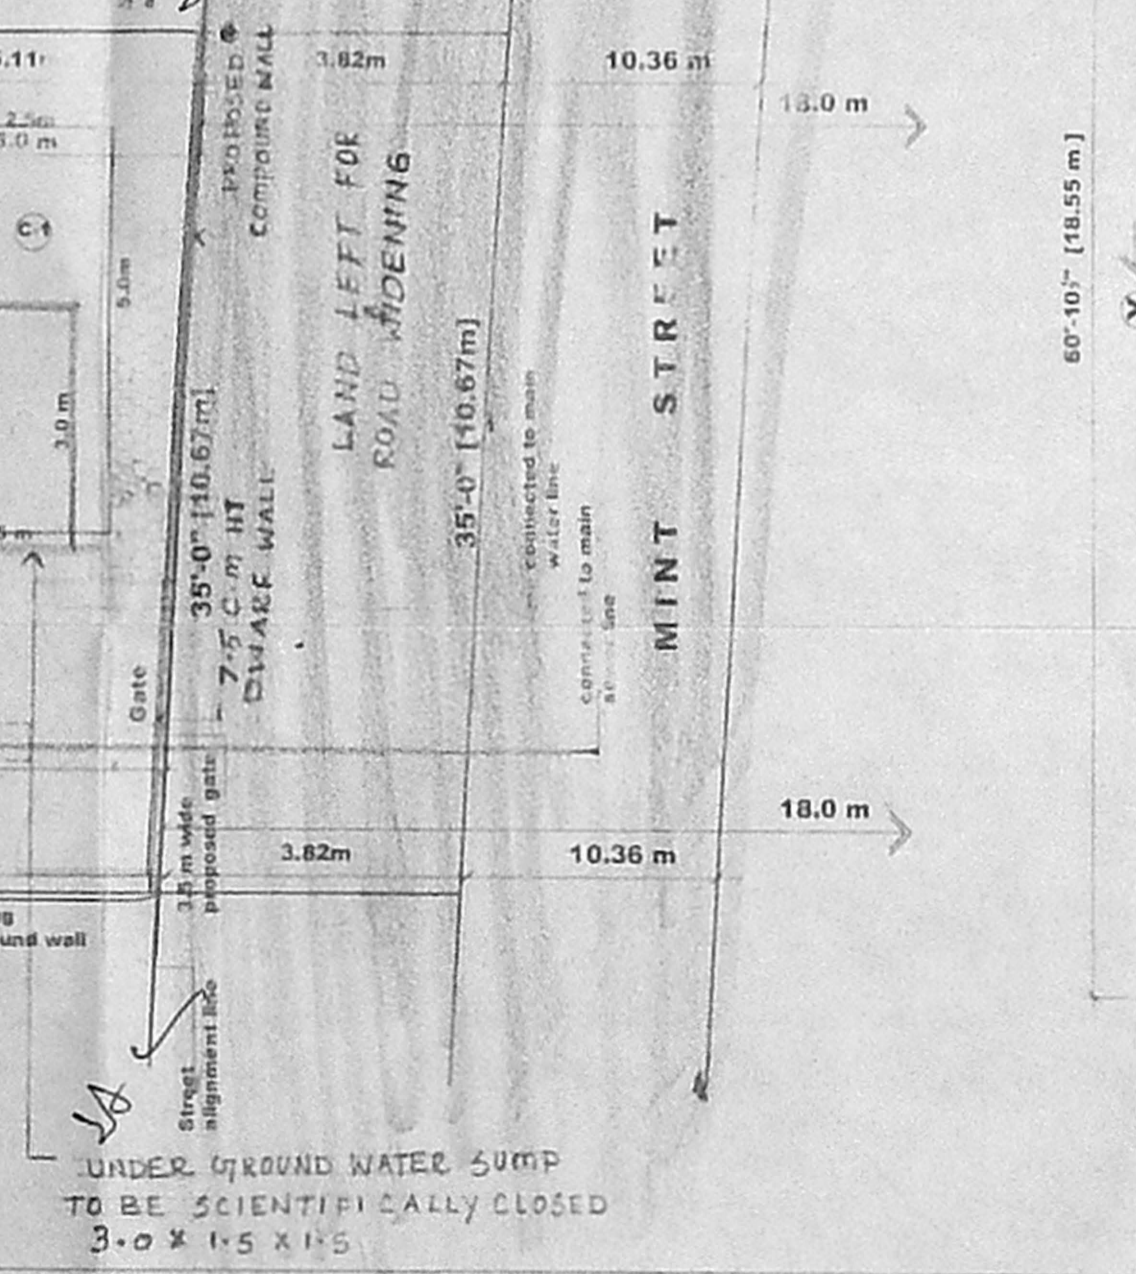 3.82m
10.36 m
18.0 m
2.5m
PROPOSED
COMPOUND WALL
LAND LEFT FOR
ROAD WIDENING
60'-10½" [18.55 m]
5.0m
3.0 m
35'-0" [10.67m]
7.5 C.M HT
DWARF WALL
35'-0" [10.67m]
connected to main
water line
connected to main
line
MINT STREET
Gate
3.5 m wide
proposed gate
18.0 m
3.82m
10.36 m
wall
Street
alignment line
UNDER GROUND WATER SUMP
TO BE SCIENTIFICALLY CLOSED
3.0 X 1.5 X 1.5